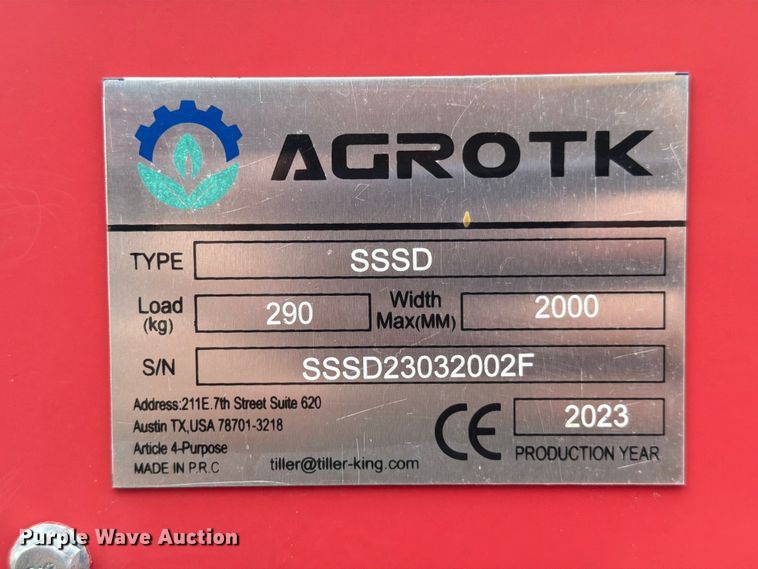 AGROTK
TYPE SSSD
Load (kg) 290 Width Max(MM) 2000
S/N SSSD23032002F
Address:211E.7th Street Suite 620
Austin TX,USA 78701-3218
Article 4-Purpose
MADE IN P.R.C
tiller@tiller-king.com
CE 2023
PRODUCTION YEAR
Purple Wave Auction